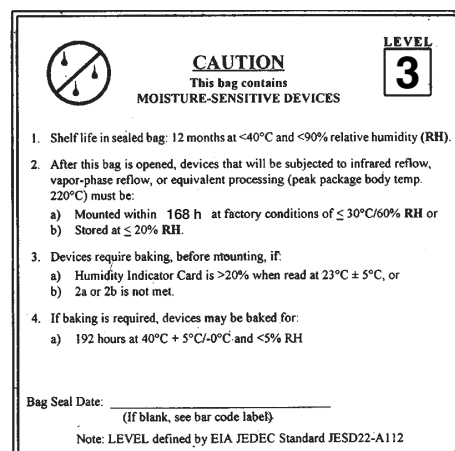 LEVEL
3
CAUTION
This bag contains
MOISTURE-SENSITIVE DEVICES
1. Shelf life in sealed bag: 12 months at <40°C and <90% relative humidity (RH).
2. After this bag is opened, devices that will be subjected to infrared reflow,
vapor-phase reflow, or equivalent processing (peak package body temp.
220°C) must be:
a) Mounted within 168 h at factory conditions of ≤ 30°C/60% RH or
b) Stored at ≤ 20% RH.
3. Devices require baking, before mounting, if:
a) Humidity Indicator Card is >20% when read at 23°C ± 5°C, or
b) 2a or 2b is not met.
4. If baking is required, devices may be baked for:
a) 192 hours at 40°C + 5°C/-0°C and <5% RH
Bag Seal Date:
(If blank, see bar code label)
Note: LEVEL defined by EIA JEDEC Standard JESD22-A112